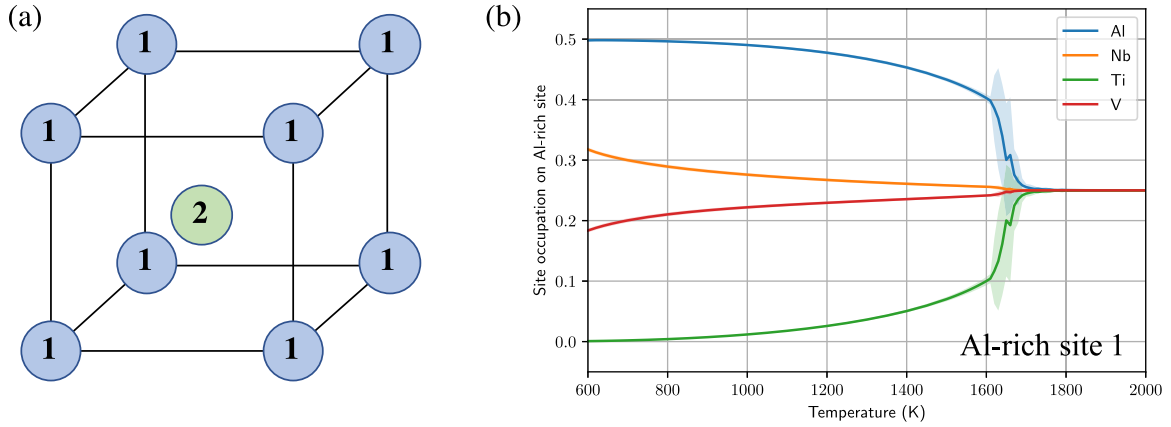 (a)
1
1
1
1
2
1
1
1
1
(b)
Site occupation on Al-rich site
0.5
0.4
0.3
0.2
0.1
0.0
Al
Nb
Ti
V
Al-rich site 1
600
800
1000
1200
1400
1600
1800
2000
Temperature (K)